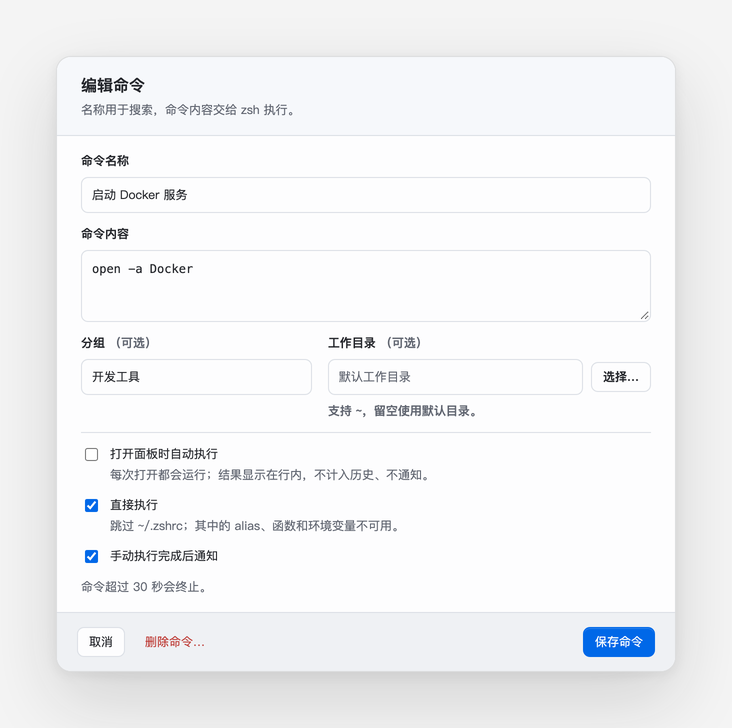 编辑命令
名称用于搜索，命令内容交给 zsh 执行。
命令名称
启动 Docker 服务
命令内容
open -a Docker
分组 （可选） 工作目录 （可选）
开发工具 默认工作目录 选择...
支持 ~，留空使用默认目录。
打开面板时自动执行
每次打开都会运行；结果显示在行内，不计入历史、不通知。
直接执行
跳过 ~/.zshrc；其中的 alias、函数和环境变量不可用。
手动执行完成后通知
命令超过 30 秒会终止。
取消 删除命令... 保存命令